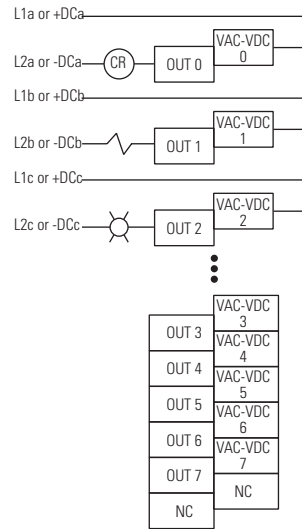 L1a or +DCa
VAC-VDC
0
L2a or -DCa
CR
OUT 0
L1b or +DCb
VAC-VDC
1
L2b or -DCb
OUT 1
L1c or +DCc
VAC-VDC
2
L2c or -DCc
OUT 2
VAC-VDC
3
OUT 3
VAC-VDC
4
OUT 4
VAC-VDC
5
OUT 5
VAC-VDC
6
OUT 6
VAC-VDC
7
OUT 7
NC
NC